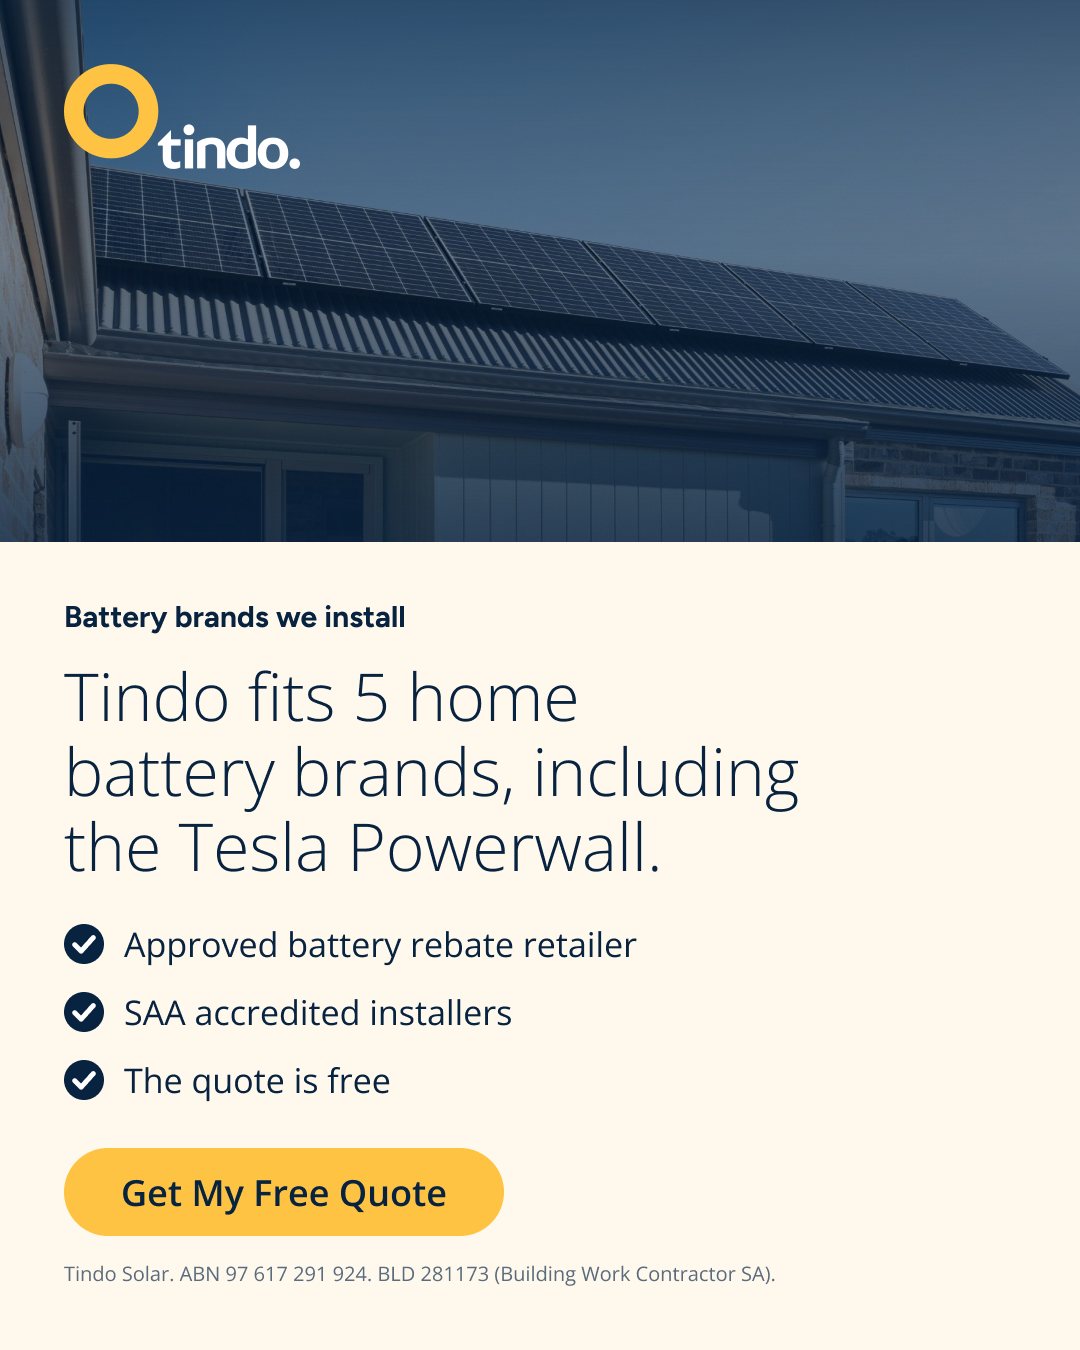 tindo.
Battery brands we install
Tindo fits 5 home
battery brands, including
the Tesla Powerwall.
Approved battery rebate retailer
SAA accredited installers
The quote is free
Get My Free Quote
Tindo Solar. ABN 97 617 291 924. BLD 281173 (Building Work Contractor SA).